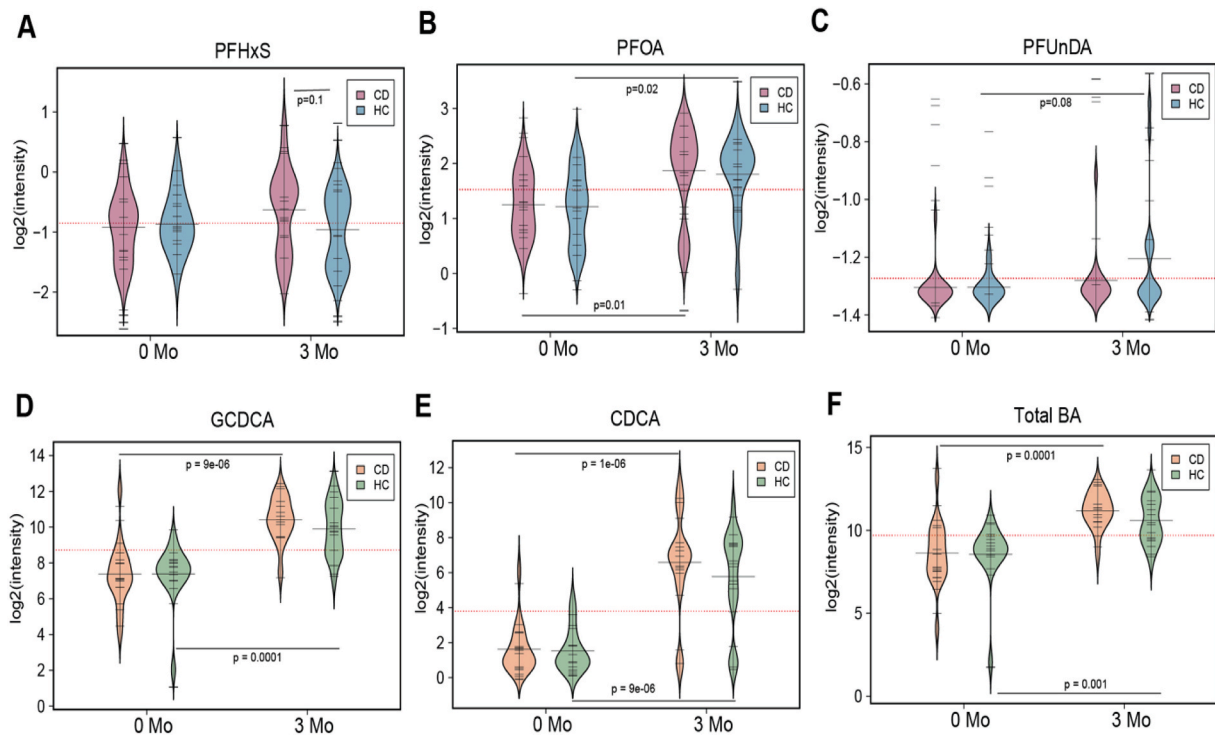 A
PFHxS
log2(intensity)
1
0
−1
−2
p=0.1
CD
HC
0 Mo
3 Mo
B
PFOA
log2(intensity)
3
2
1
0
−1
p=0.02
p=0.01
CD
HC
0 Mo
3 Mo
C
PFUnDA
log2(intensity)
−0.6
−0.8
−1.0
−1.2
−1.4
p=0.08
CD
HC
0 Mo
3 Mo
D
GCDCA
log2(intensity)
14
12
10
8
6
4
2
0
p = 9e-06
p = 0.0001
CD
HC
0 Mo
3 Mo
E
CDCA
log2(intensity)
12
10
8
6
4
2
0
p = 1e-06
p = 9e-06
CD
HC
0 Mo
3 Mo
F
Total BA
log2(intensity)
15
10
5
0
p = 0.0001
p = 0.001
CD
HC
0 Mo
3 Mo